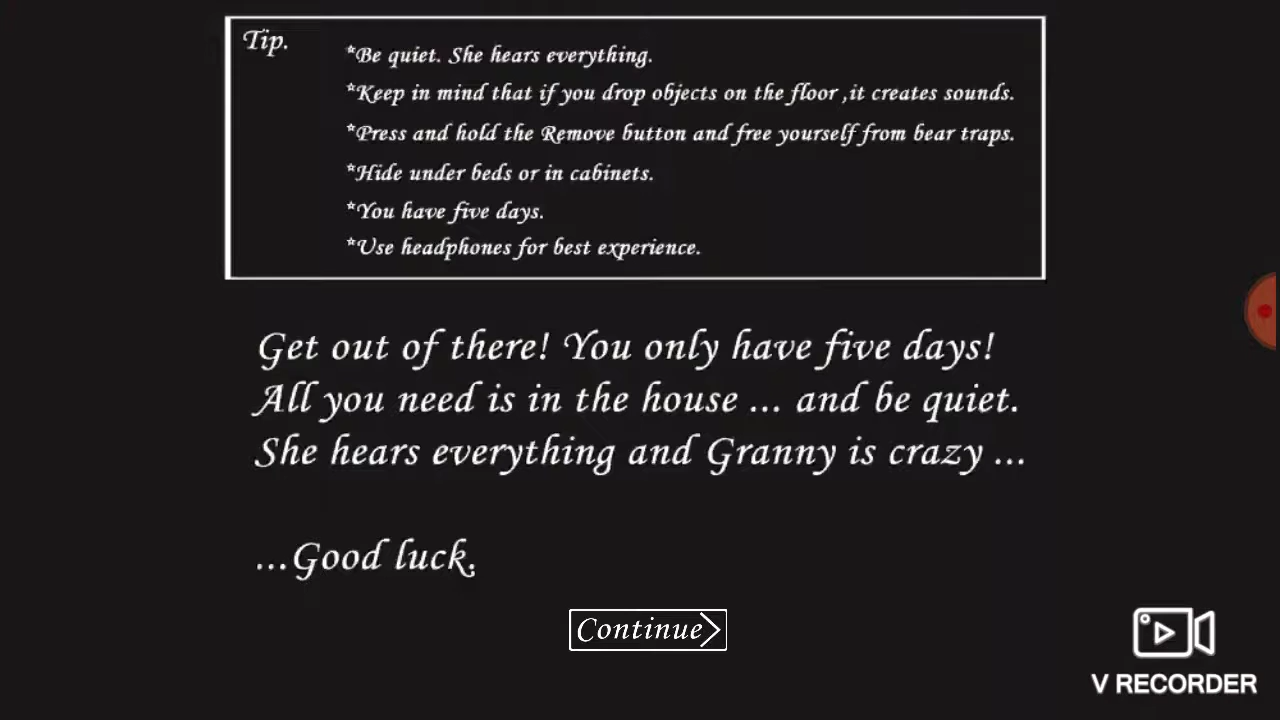 Tip.
*Be quiet. She hears everything.
*Keep in mind that if you drop objects on the floor ,it creates sounds.
*Press and hold the Remove button and free yourself from bear traps.
*Hide under beds or in cabinets.
*You have five days.
*Use headphones for best experience.
Get out of there! You only have five days!
All you need is in the house ... and be quiet.
She hears everything and Granny is crazy ...
...Good luck.
Continue>
V RECORDER